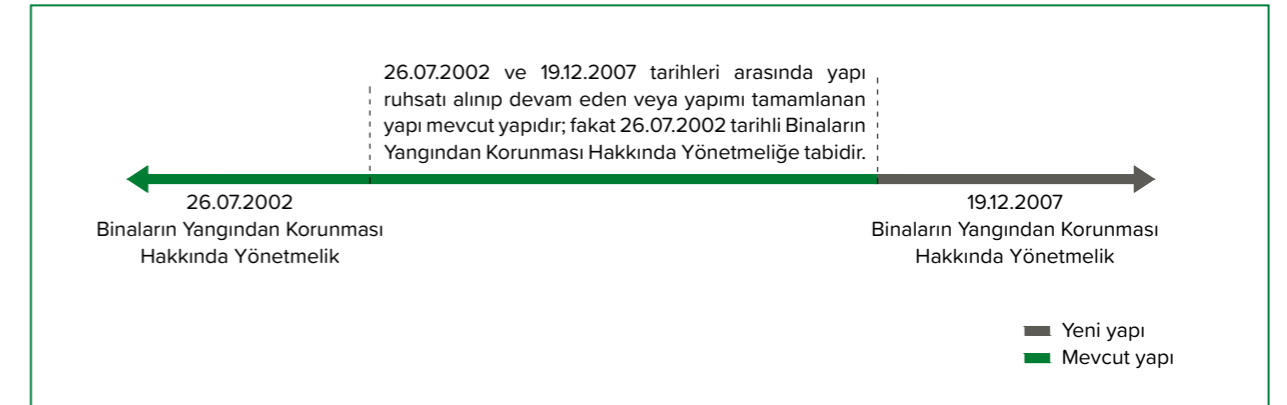 26.07.2002 ve 19.12.2007 tarihleri arasında yapı
ruhsatı alınıp devam eden veya yapımı tamamlanan
yapı mevcut yapıdır; fakat 26.07.2002 tarihli Binaların
Yangından Korunması Hakkında Yönetmeliğe tabidir.
26.07.2002
Binaların Yangından Korunması
Hakkında Yönetmelik
19.12.2007
Binaların Yangından Korunması
Hakkında Yönetmelik
Yeni yapı
Mevcut yapı